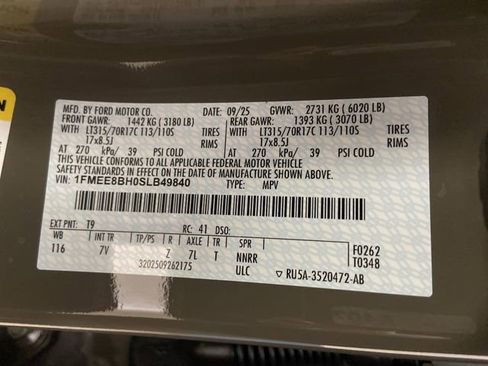 MFD. BY FORD MOTOR CO. 09/25 GVWR: 2731 KG ( 6020 LB)
FRONT GAWR: 1442 KG ( 3180 LB) REAR GAWR: 1393 KG ( 3070 LB)
WITH LT315/70R17C 113/110S TIRES WITH LT315/70R17C 113/110S TIRES
17x8.5J RIMS 17x8.5J RIMS
AT 270 kPa/ 39 PSI COLD AT 270 kPa/ 39 PSI COLD
THIS VEHICLE CONFORMS TO ALL APPLICABLE FEDERAL MOTOR VEHICLE
SAFETY STANDARDS IN EFFECT ON THE DATE OF MANUFACTURE SHOWN ABOVE.
VIN: 1FMEE8BH0SLB49840 TYPE: MPV
EXT PNT: T9 RC: 41 DSO:
WB INT TR TP/PS R AXLE TR SPR F0262
116 7V Z 7L T NNRR T0348
3202509262175 ULC RU5A-3520472-AB